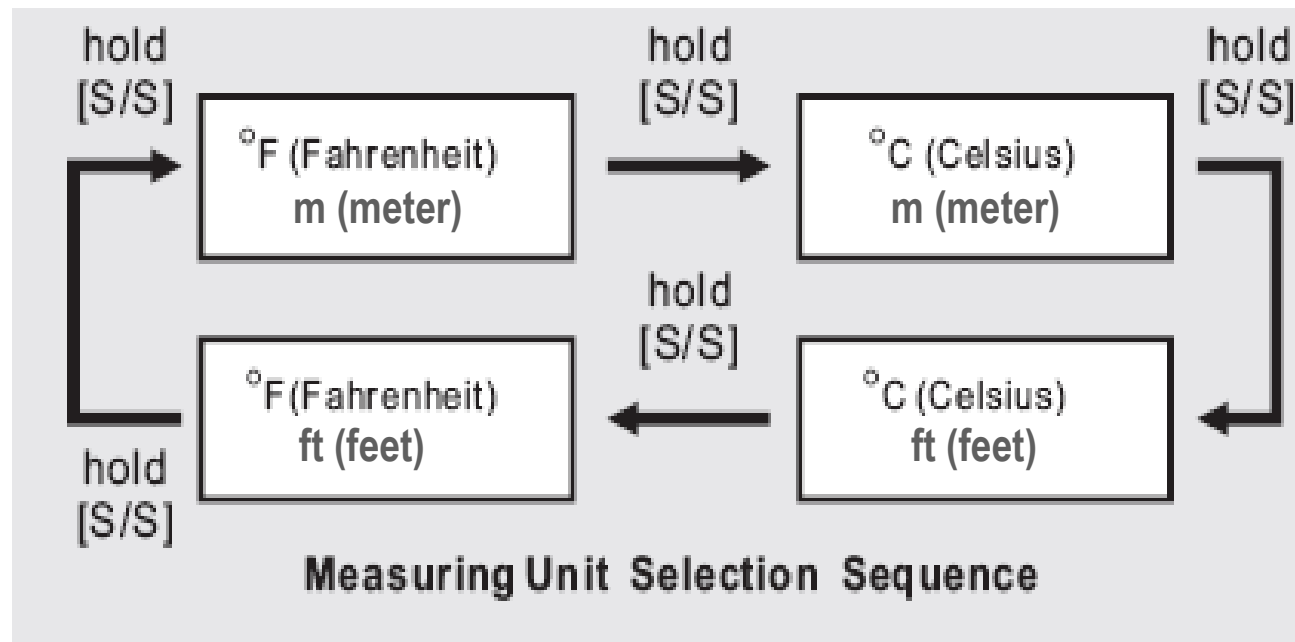 hold
[S/S]
hold
[S/S]
hold
[S/S]
°F (Fahrenheit)
m (meter)
°C (Celsius)
m (meter)
hold
[S/S]
°F (Fahrenheit)
ft (feet)
°C (Celsius)
ft (feet)
hold
[S/S]
Measuring Unit Selection Sequence